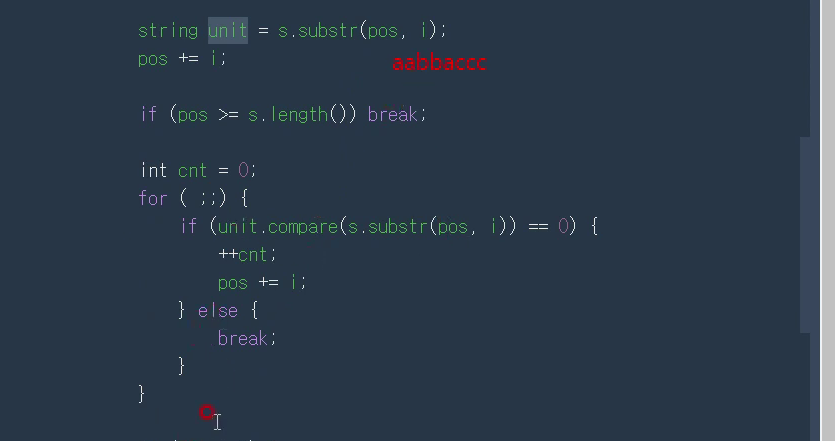 string unit = s.substr(pos, i);
pos += i;
aabbaccc
if (pos >= s.length()) break;
int cnt = 0;
for ( ;;) {
if (unit.compare(s.substr(pos, i)) == 0) {
++cnt;
pos += i;
} else {
break;
}
}